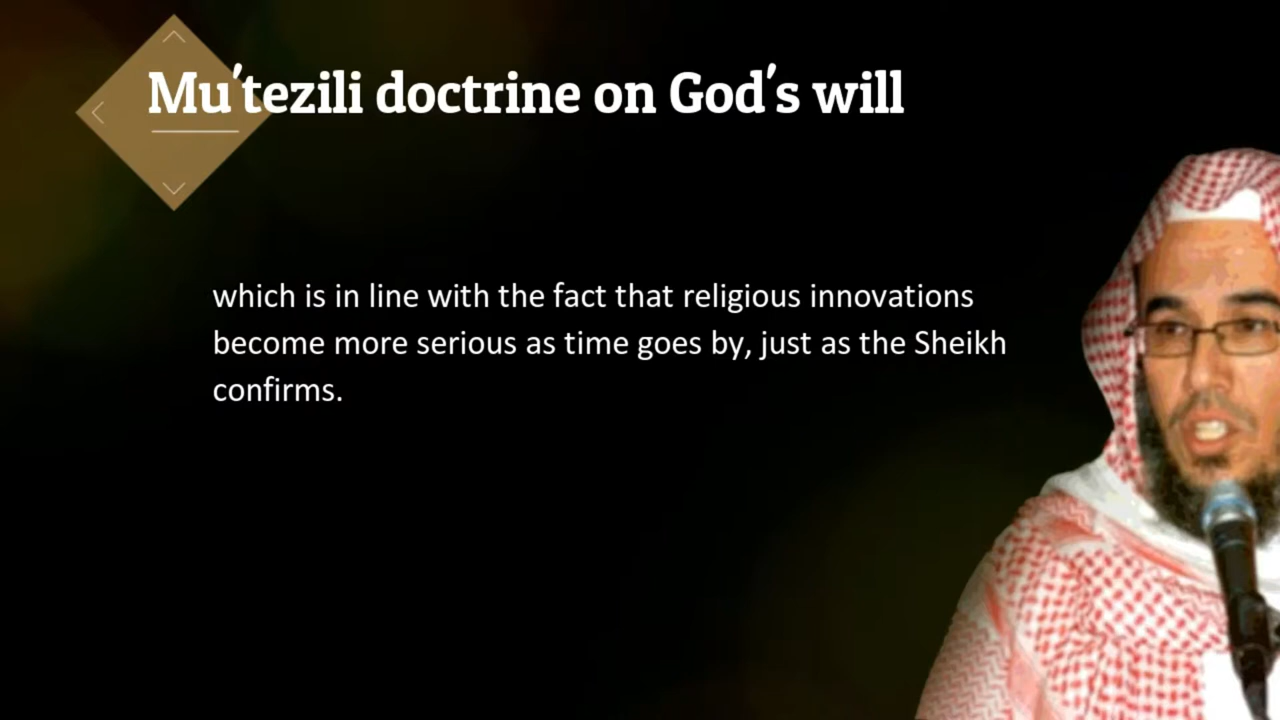 Mu'tezili doctrine on God's will
which is in line with the fact that religious innovations
become more serious as time goes by, just as the Sheikh
confirms.